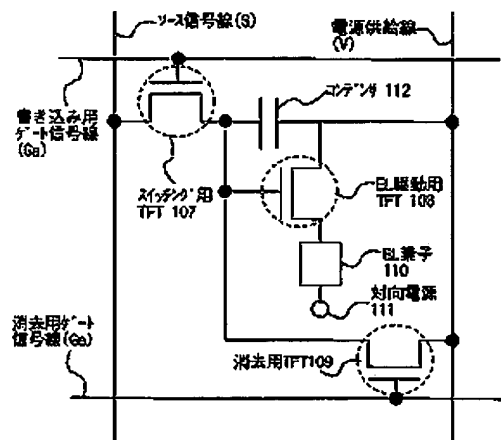 ソース信号線(S)
電源供給線
(V)
書き込み用
ゲート信号線
(Ga)
コンデンサ 112
スイッチング用
TFT 107
EL駆動用
TFT 108
EL素子
110
対向電源
111
消去用ゲート
信号線(Ge)
消去用TFT109